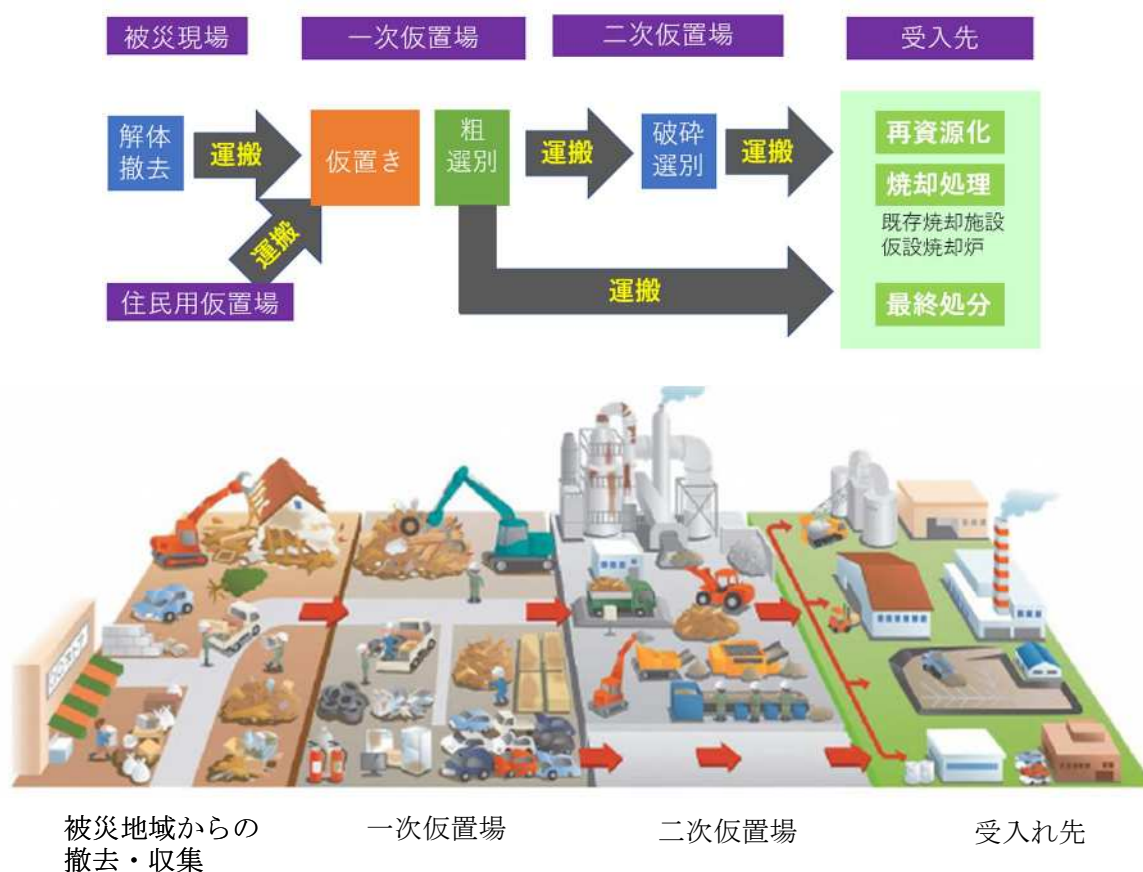 被災現場
一次仮置場
二次仮置場
受入先
解体
撤去
運搬
仮置き
粗
選別
運搬
破砕
選別
運搬
再資源化
焼却処理
既存焼却施設
仮設焼却炉
運搬
住民用仮置場
運搬
最終処分
被災地域からの
撤去・収集
一次仮置場
二次仮置場
受入れ先